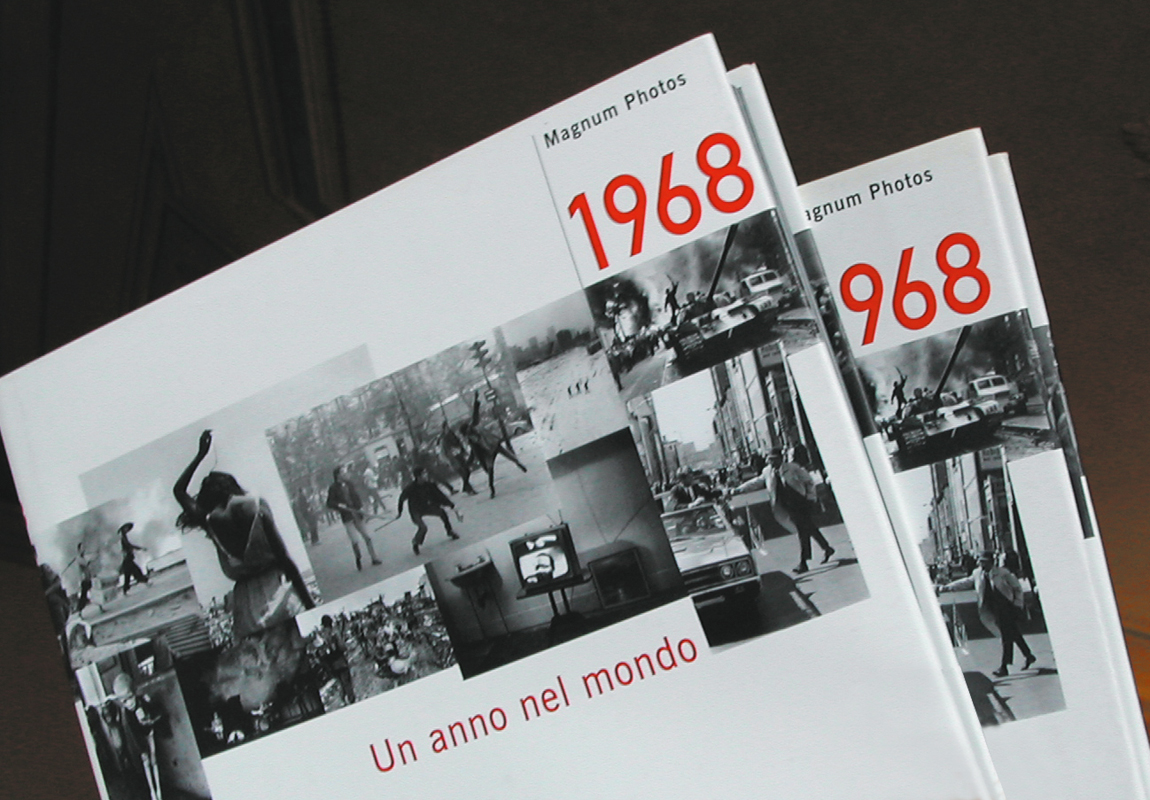 Magnum Photos
1968
Un anno nel mondo
agnum Photos
968